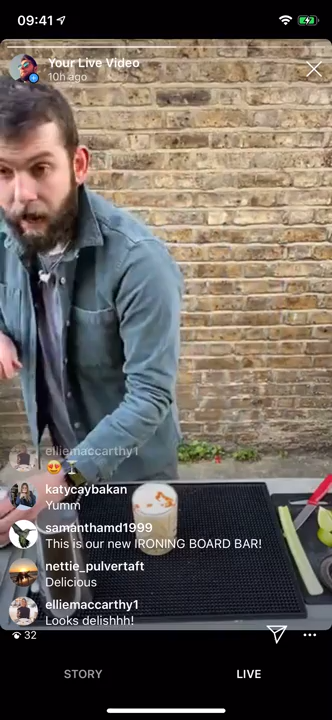 09:41
Your Live Video
10h ago
elliemaccarthy1
😍🍸
katycaybakan
Yumm
samanthamd1999
This is our new IRONING BOARD BAR!
nettie_pulvertaft
Delicious
elliemaccarthy1
Looks delishhh!
32
STORY
LIVE